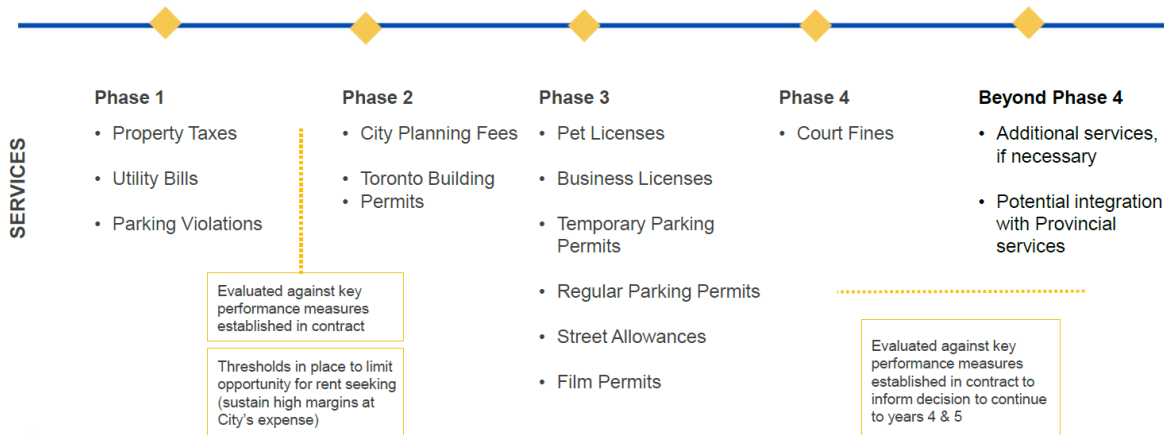 SERVICES
Phase 1
• Property Taxes
• Utility Bills
• Parking Violations
Evaluated against key
performance measures
established in contract
Thresholds in place to limit
opportunity for rent seeking
(sustain high margins at
City's expense)
Phase 2
• City Planning Fees
• Toronto Building
• Permits
Phase 3
• Pet Licenses
• Business Licenses
• Temporary Parking
Permits
• Regular Parking Permits
• Street Allowances
• Film Permits
Phase 4
• Court Fines
Beyond Phase 4
• Additional services,
if necessary
• Potential integration
with Provincial
services
Evaluated against key
performance measures
established in contract to
inform decision to continue
to years 4 & 5